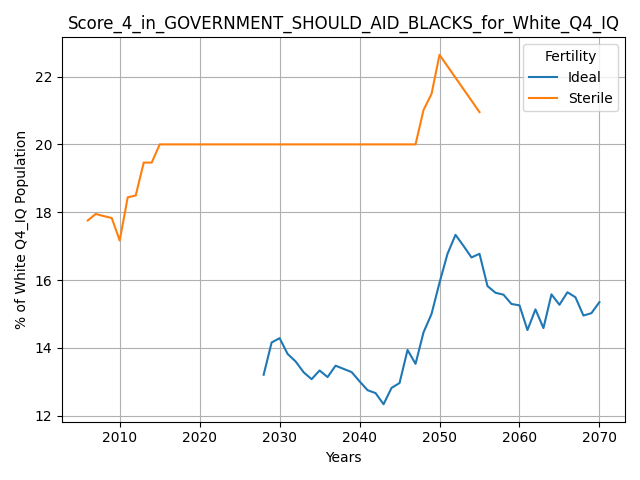 Score_4_in_GOVERNMENT_SHOULD_AID_BLACKS_for_White_Q4_IQ
Fertility
Ideal
Sterile
% of White Q4_IQ Population
22
20
18
16
14
12
2010 2020 2030 2040 2050 2060 2070
Years